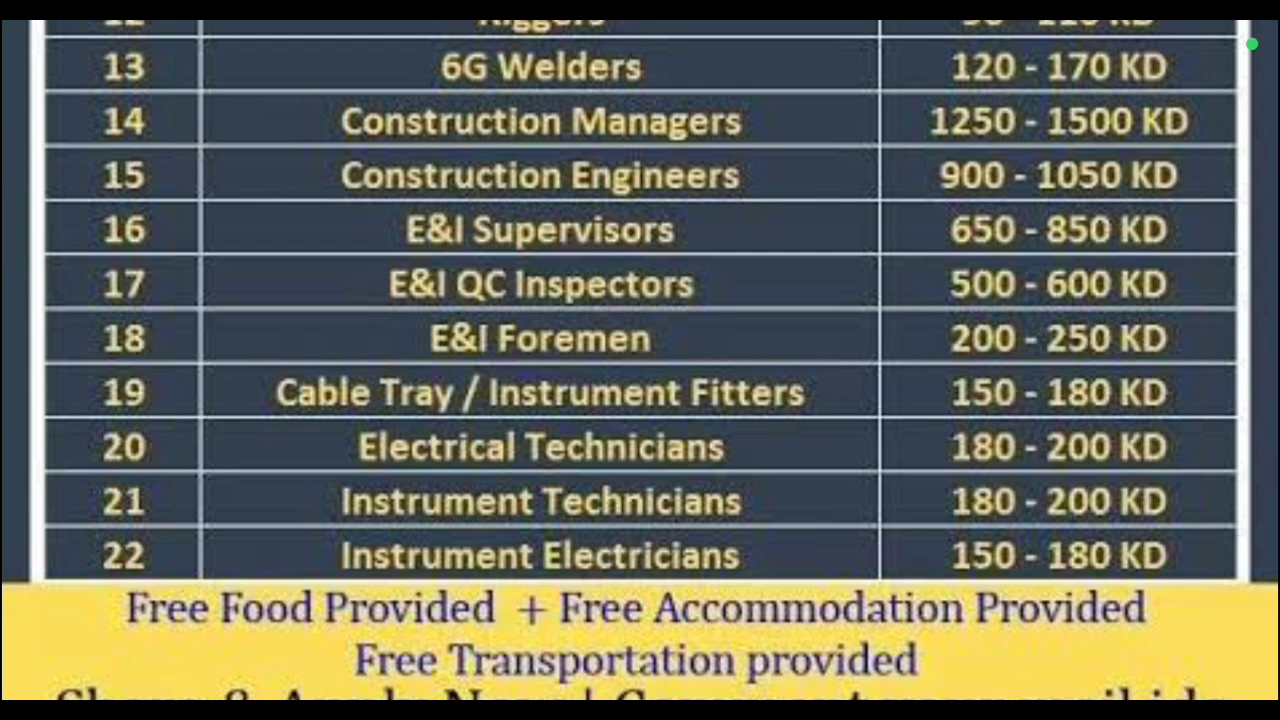 12 Riggers
13 6G Welders 120 - 170 KD
14 Construction Managers 1250 - 1500 KD
15 Construction Engineers 900 - 1050 KD
16 E&I Supervisors 650 - 850 KD
17 E&I QC Inspectors 500 - 600 KD
18 E&I Foremen 200 - 250 KD
19 Cable Tray / Instrument Fitters 150 - 180 KD
20 Electrical Technicians 180 - 200 KD
21 Instrument Technicians 180 - 200 KD
22 Instrument Electricians 150 - 180 KD
Free Food Provided + Free Accommodation Provided
Free Transportation provided